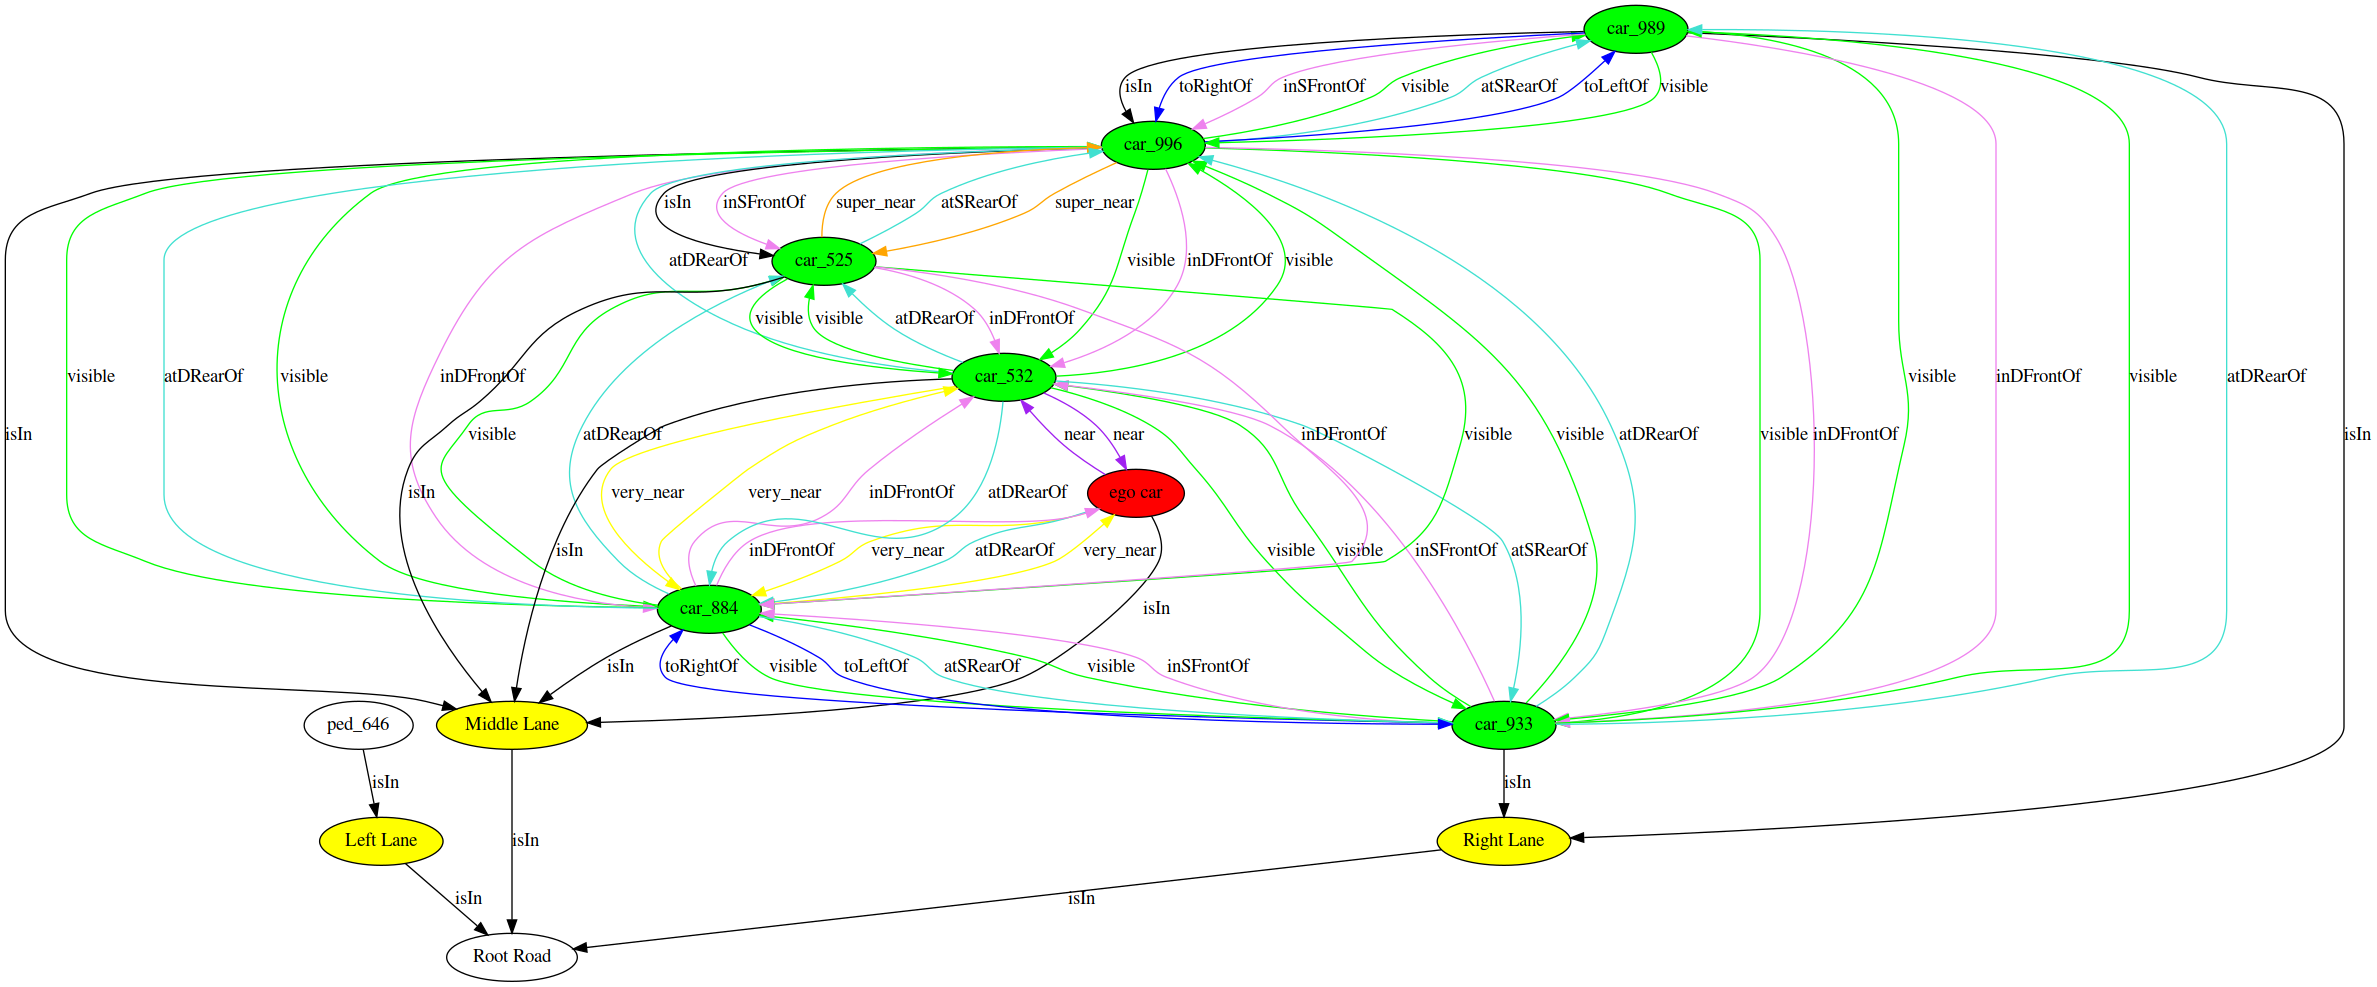 car_989
isIn toRightOf inSFrontOf visible atSRearOf toLeftOf visible
car_996
isIn inSFrontOf super_near atSRearOf super_near
car_525
atDRearOf visible inDFrontOf visible
visible visible atDRearOf inDFrontOf
car_532
visible atDRearOf visible inDFrontOf visible inDFrontOf visible atDRearOf
isIn visible atDRearOf near near inDFrontOf visible visible atDRearOf visible inDFrontOf isIn
isIn very_near very_near inDFrontOf atDRearOf ego car
isIn inDFrontOf very_near atDRearOf very_near visible visible inSFrontOf atSRearOf
car_884 isIn
isIn toRightOf visible toLeftOf atSRearOf visible inSFrontOf
ped_646 Middle Lane car_933
isIn isIn
Left Lane isIn Right Lane
isIn isIn
Root Road